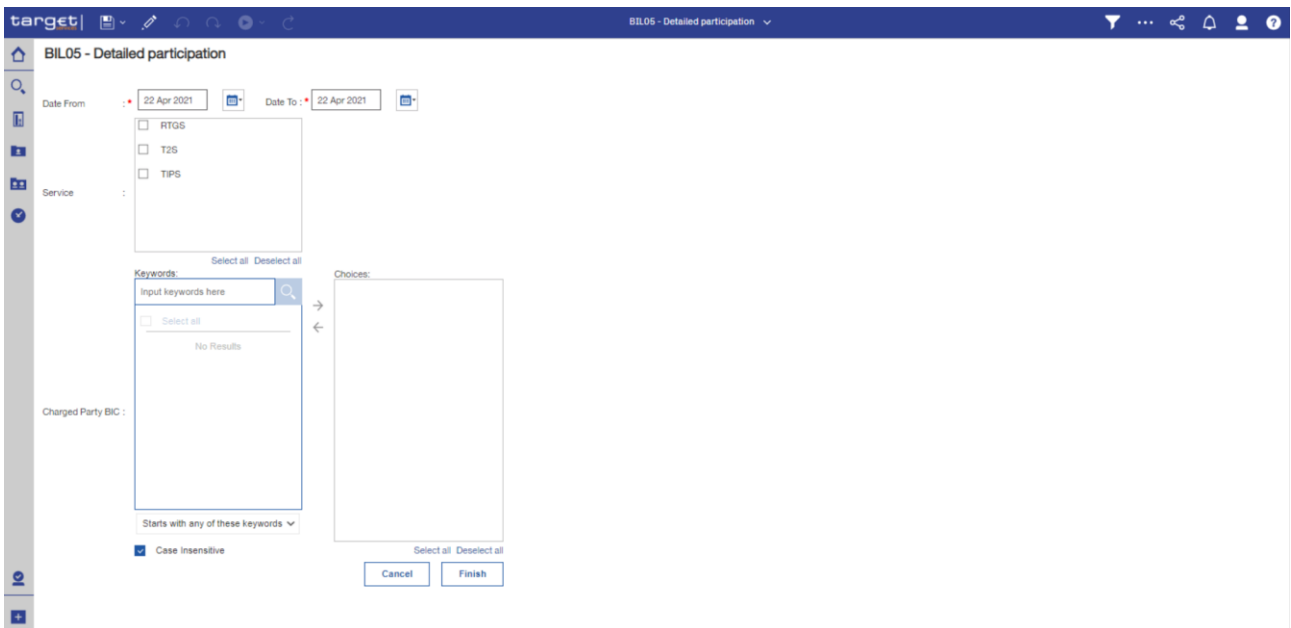 target|
BIL05 - Detailed participation
BIL05 - Detailed participation
Date From : * 22 Apr 2021 Date To : * 22 Apr 2021
RTGS
T2S
TIPS
Service :
Select all Deselect all
Keywords: Choices:
Input keywords here
Select all
No Results
Charged Party BIC :
Starts with any of these keywords
Case Insensitive
Select all Deselect all
Cancel Finish